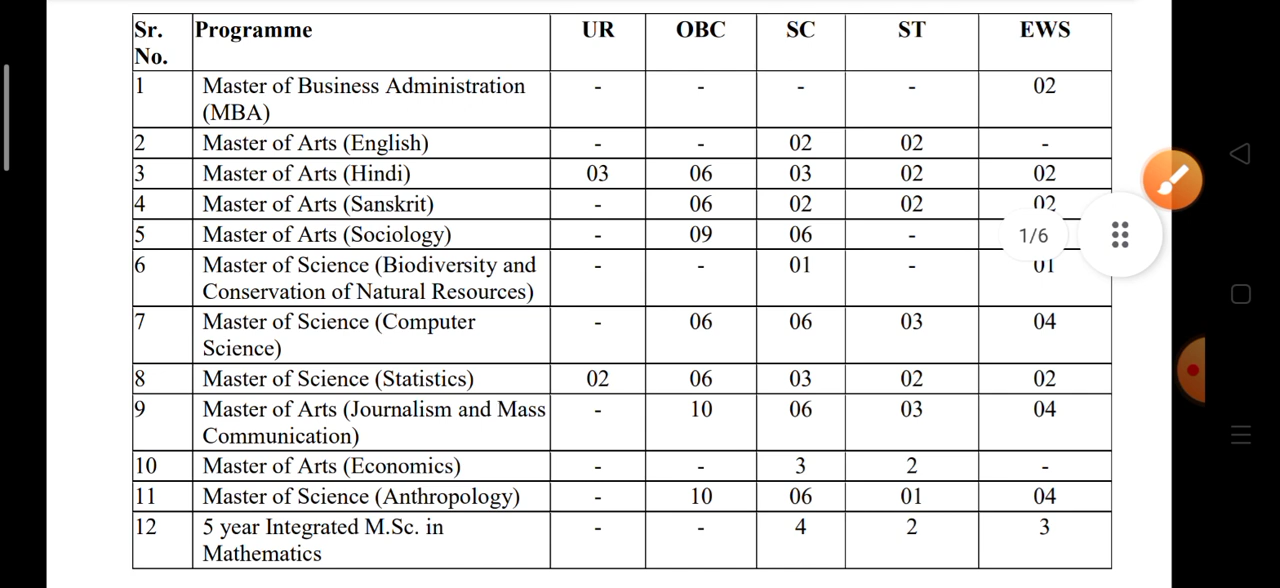 Sr. No. Programme UR OBC SC ST EWS
1 Master of Business Administration (MBA) - - - - 02
2 Master of Arts (English) - - 02 02 -
3 Master of Arts (Hindi) 03 06 03 02 02
4 Master of Arts (Sanskrit) - 06 02 02 02
5 Master of Arts (Sociology) - 09 06 -
1/6
6 Master of Science (Biodiversity and Conservation of Natural Resources) - - 01 - 01
7 Master of Science (Computer Science) - 06 06 03 04
8 Master of Science (Statistics) 02 06 03 02 02
9 Master of Arts (Journalism and Mass Communication) - 10 06 03 04
10 Master of Arts (Economics) - - 3 2 -
11 Master of Science (Anthropology) - 10 06 01 04
12 5 year Integrated M.Sc. in Mathematics - - 4 2 3